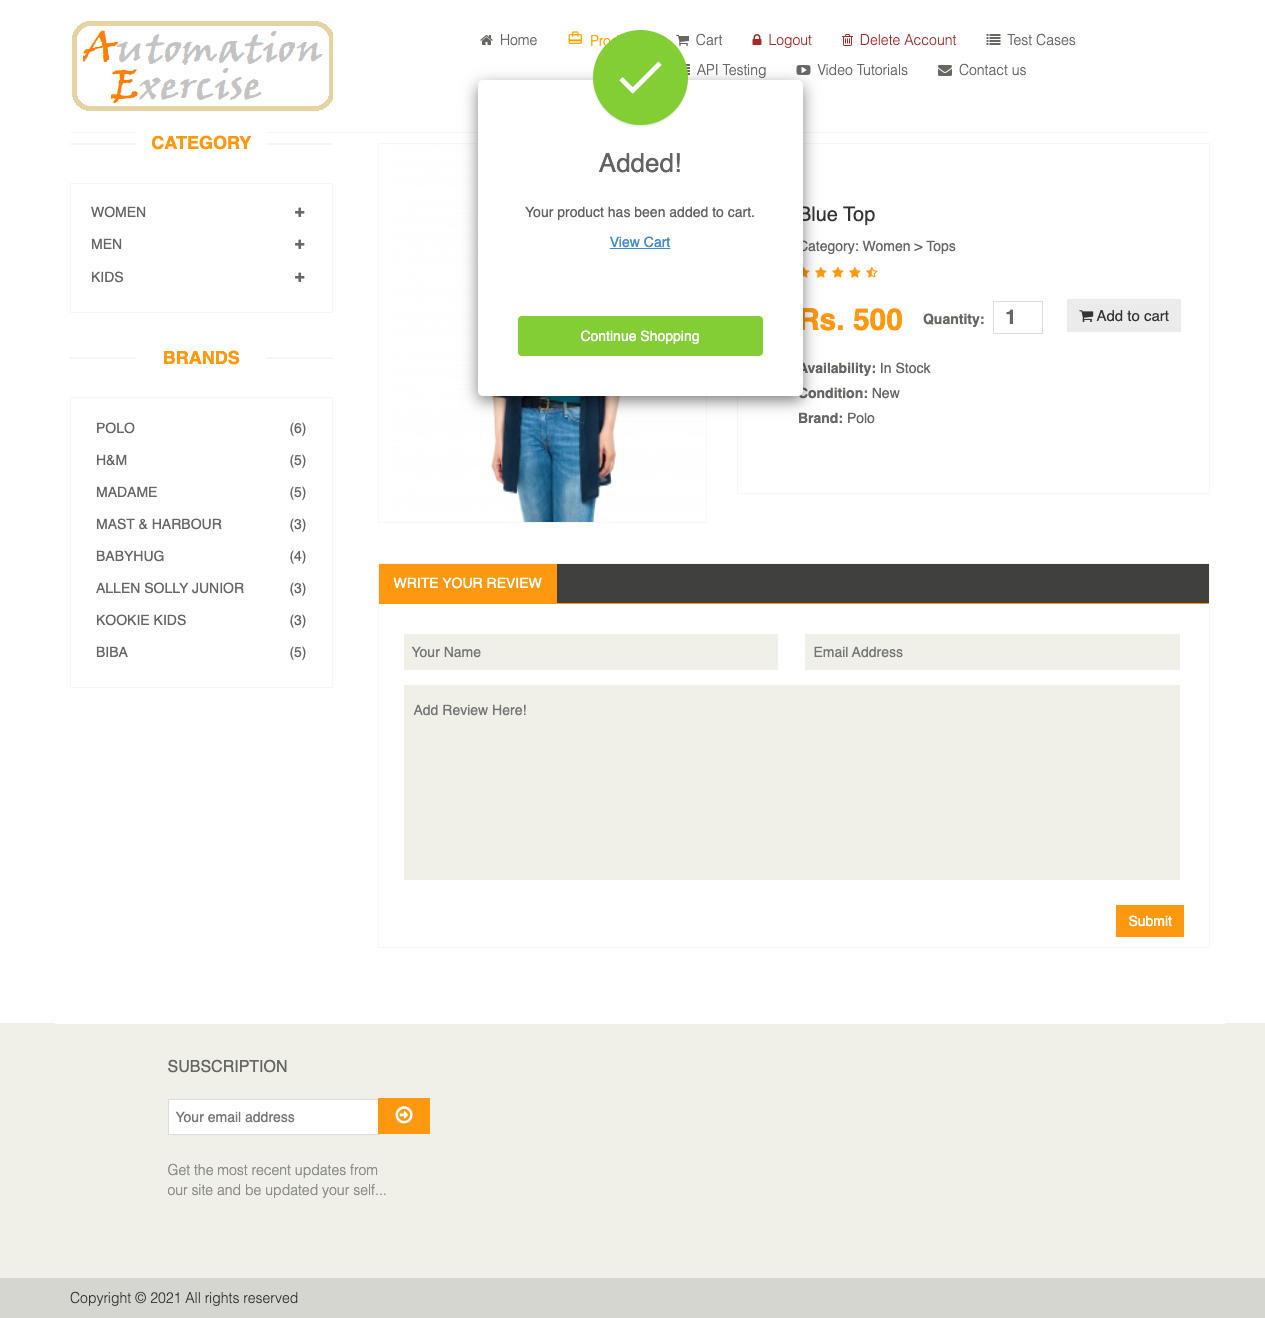 Automation
Exercise
Home
Cart
Logout
Delete Account
Test Cases
API Testing
Video Tutorials
Contact us
Added!
Your product has been added to cart.
View Cart
Continue Shopping
CATEGORY
WOMEN
MEN
KIDS
BRANDS
POLO (6)
H&M (5)
MADAME (5)
MAST & HARBOUR (3)
BABYHUG (4)
ALLEN SOLLY JUNIOR (3)
KOOKIE KIDS (3)
BIBA (5)
Blue Top
Category: Women > Tops
Rs. 500 Quantity: 1 Add to cart
Availability: In Stock
Condition: New
Brand: Polo
WRITE YOUR REVIEW
Your Name
Email Address
Add Review Here!
Submit
SUBSCRIPTION
Your email address
Get the most recent updates from
our site and be updated your self...
Copyright © 2021 All rights reserved